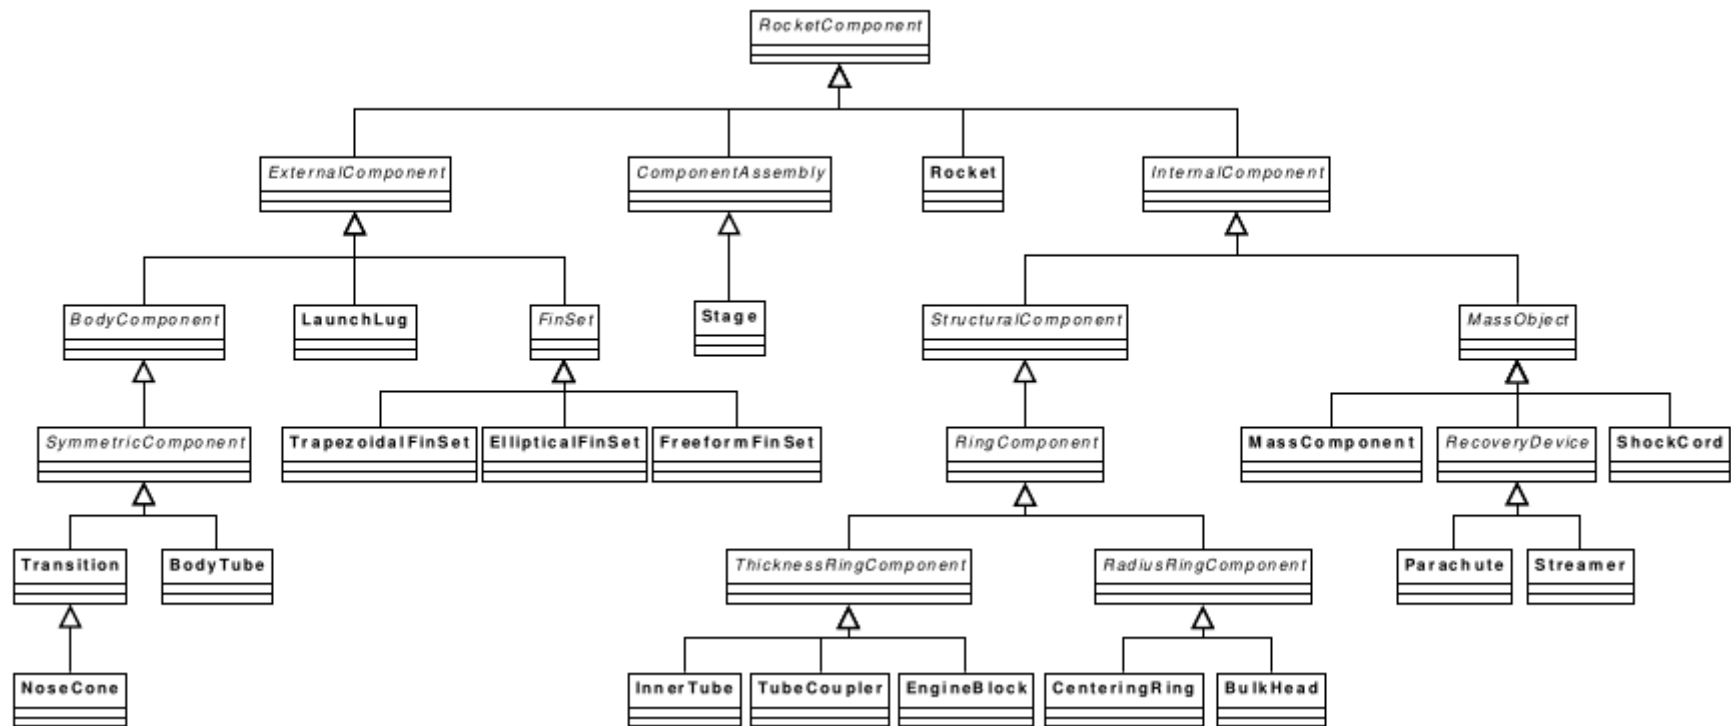 RocketComponent
ExternalComponent
ComponentAssembly
Rocket
InternalComponent
BodyComponent
LaunchLug
FinSet
Stage
StructuralComponent
MassObject
SymmetricComponent
TrapezoidalFinSet
EllipticalFinSet
FreeformFinSet
RingComponent
MassComponent
RecoveryDevice
ShockCord
Transition
BodyTube
ThicknessRingComponent
RadiusRingComponent
Parachute
Streamer
NoseCone
InnerTube
TubeCoupler
EngineBlock
CenteringRing
BulkHead